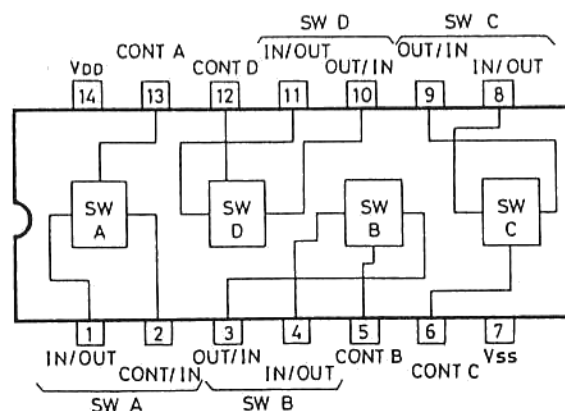 SW D SW C
CONT A IN/OUT OUT/IN
VDD CONT D OUT/IN IN/OUT
14 13 12 11 10 9 8
SW SW SW SW
A D B C
1 2 3 4 5 6 7
IN/OUT OUT/IN CONT B VSS
CONT/IN IN/OUT CONT C
SW A SW B